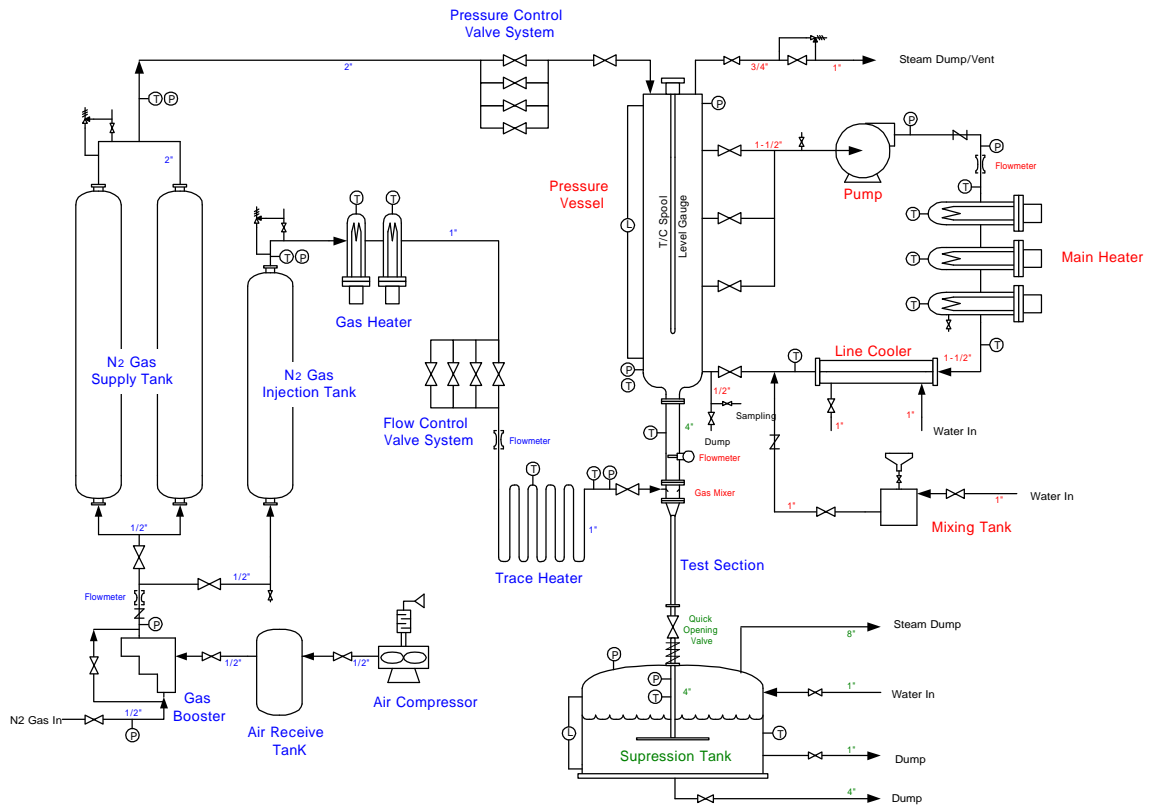 Pressure Control
Valve System
2"
3/4"
1"
Steam Dump/Vent
T P
P
P
2"
1-1/2"
P
Flowmeter
Pump
Pressure
Vessel
T/C Spool
Level Gauge
L
T
T
T
T
Main Heater
T
T
T P
1"
Gas Heater
N2 Gas
Supply Tank
N2 Gas
Injection Tank
Flow Control
Valve System
Flowmeter
P
T
Line Cooler
T
T
1-1/2"
1/2"
Sampling
Dump
1"
1"
Water In
T
4"
Flowmeter
Gas Mixer
T
T P
1"
Trace Heater
1"
1"
Water In
Mixing Tank
1/2"
1/2"
Flowmeter
Test Section
P
1/2"
1/2"
Gas
Booster
Air Receive
TanK
Air Compressor
N2 Gas In
1/2"
P
Quick
Opening
Valve
Steam Dump
8"
P
P
T
4"
1"
Water In
L
T
Supression Tank
1"
Dump
4"
Dump